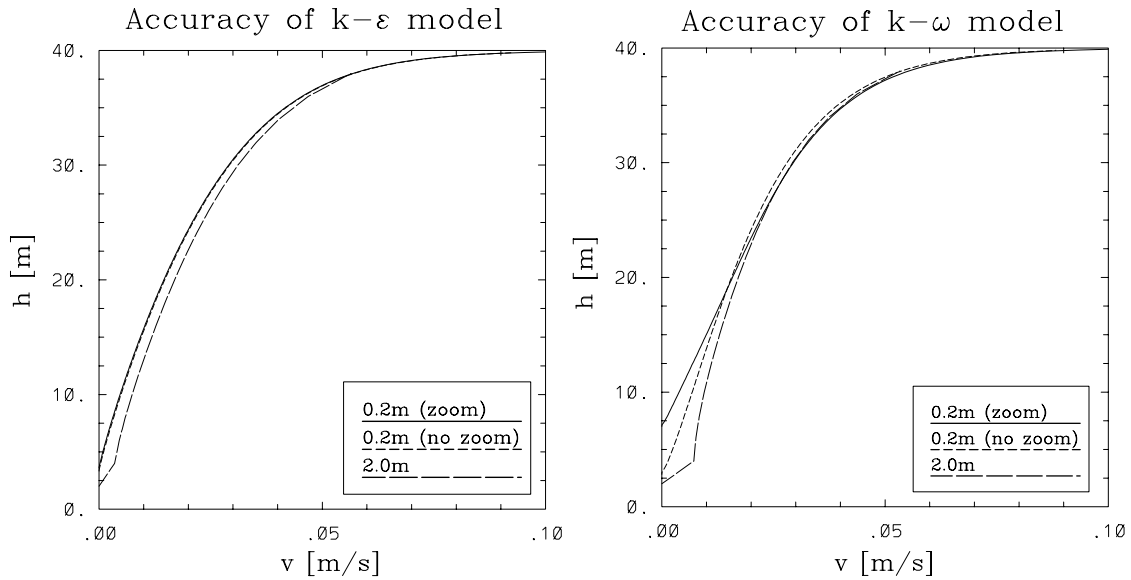 Accuracy of k-ε model
40.
30.
20.
10.
0.
h [m]
0.2m (zoom)
0.2m (no zoom)
2.0m
.00
.05
.10
v [m/s]
Accuracy of k-ω model
40.
30.
20.
10.
0.
h [m]
0.2m (zoom)
0.2m (no zoom)
2.0m
.00
.05
.10
v [m/s]